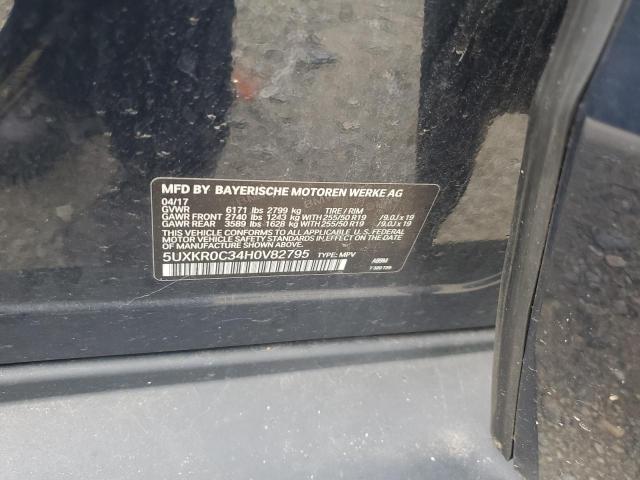 MFD BY BAYERISCHE MOTOREN WERKE AG
04/17
GVWR 6171 lbs 2799 kg TIRE / RIM
GAWR FRONT 2740 lbs 1243 kg WITH 255/50 R19 /9.0J x 19
GAWR REAR 3589 lbs 1628 kg WITH 255/50 R19 /9.0J x 19
THIS VEHICLE CONFORMS TO ALL APPLICABLE U.S. FEDERAL
MOTOR VEHICLE SAFETY STANDARDS IN EFFECT ON THE DATE
OF MANUFACTURE SHOWN ABOVE.
5UXKR0C34H0V82795 TYPE: MPV